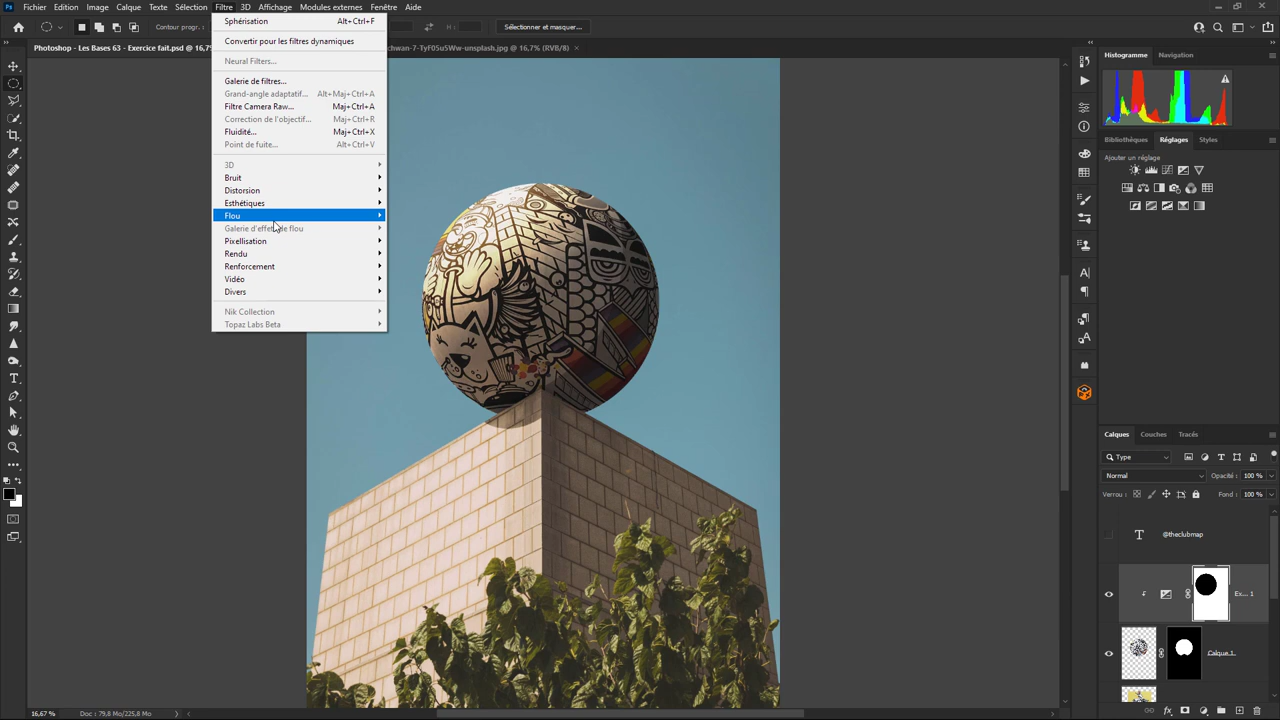 Fichier Edition Image Calque Texte Sélection Filtre 3D Affichage Modules externes Fenêtre Aide
Contour progr. : H : Sélectionner et masquer...
Photoshop - Les Bases 63 - Exercice fait.psd @ 16,7% chwan-7-TyF05u5Ww-unsplash.jpg @ 16,7% (RVB/8) ×
Sphérisation Alt+Ctrl+F
Convertir pour les filtres dynamiques
Neural Filters...
Galerie de filtres...
Grand-angle adaptatif... Alt+Maj+Ctrl+A
Filtre Camera Raw... Maj+Ctrl+A
Correction de l'objectif... Maj+Ctrl+R
Fluidité... Maj+Ctrl+X
Point de fuite... Alt+Ctrl+V
3D
Bruit
Distorsion
Esthétiques
Flou
Galerie d'effets de flou
Pixellisation
Rendu
Renforcement
Vidéo
Divers
Nik Collection
Topaz Labs Beta
Histogramme Navigation
Bibliothèques Réglages Styles
Ajouter un réglage
Calques Couches Tracés
Type
Normal Opacité : 100 %
Verrou : Fond : 100 %
T @theclubmap
Ex... 1
Calque 1
16,67 % Doc : 79,8 Mo/225,8 Mo